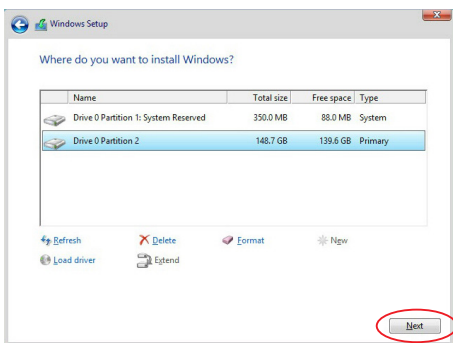 Windows Setup
Where do you want to install Windows?
Name Total size Free space Type
Drive 0 Partition 1: System Reserved 350.0 MB 88.0 MB System
Drive 0 Partition 2 148.7 GB 139.6 GB Primary
Refresh Delete Format New
Load driver Extend
Next